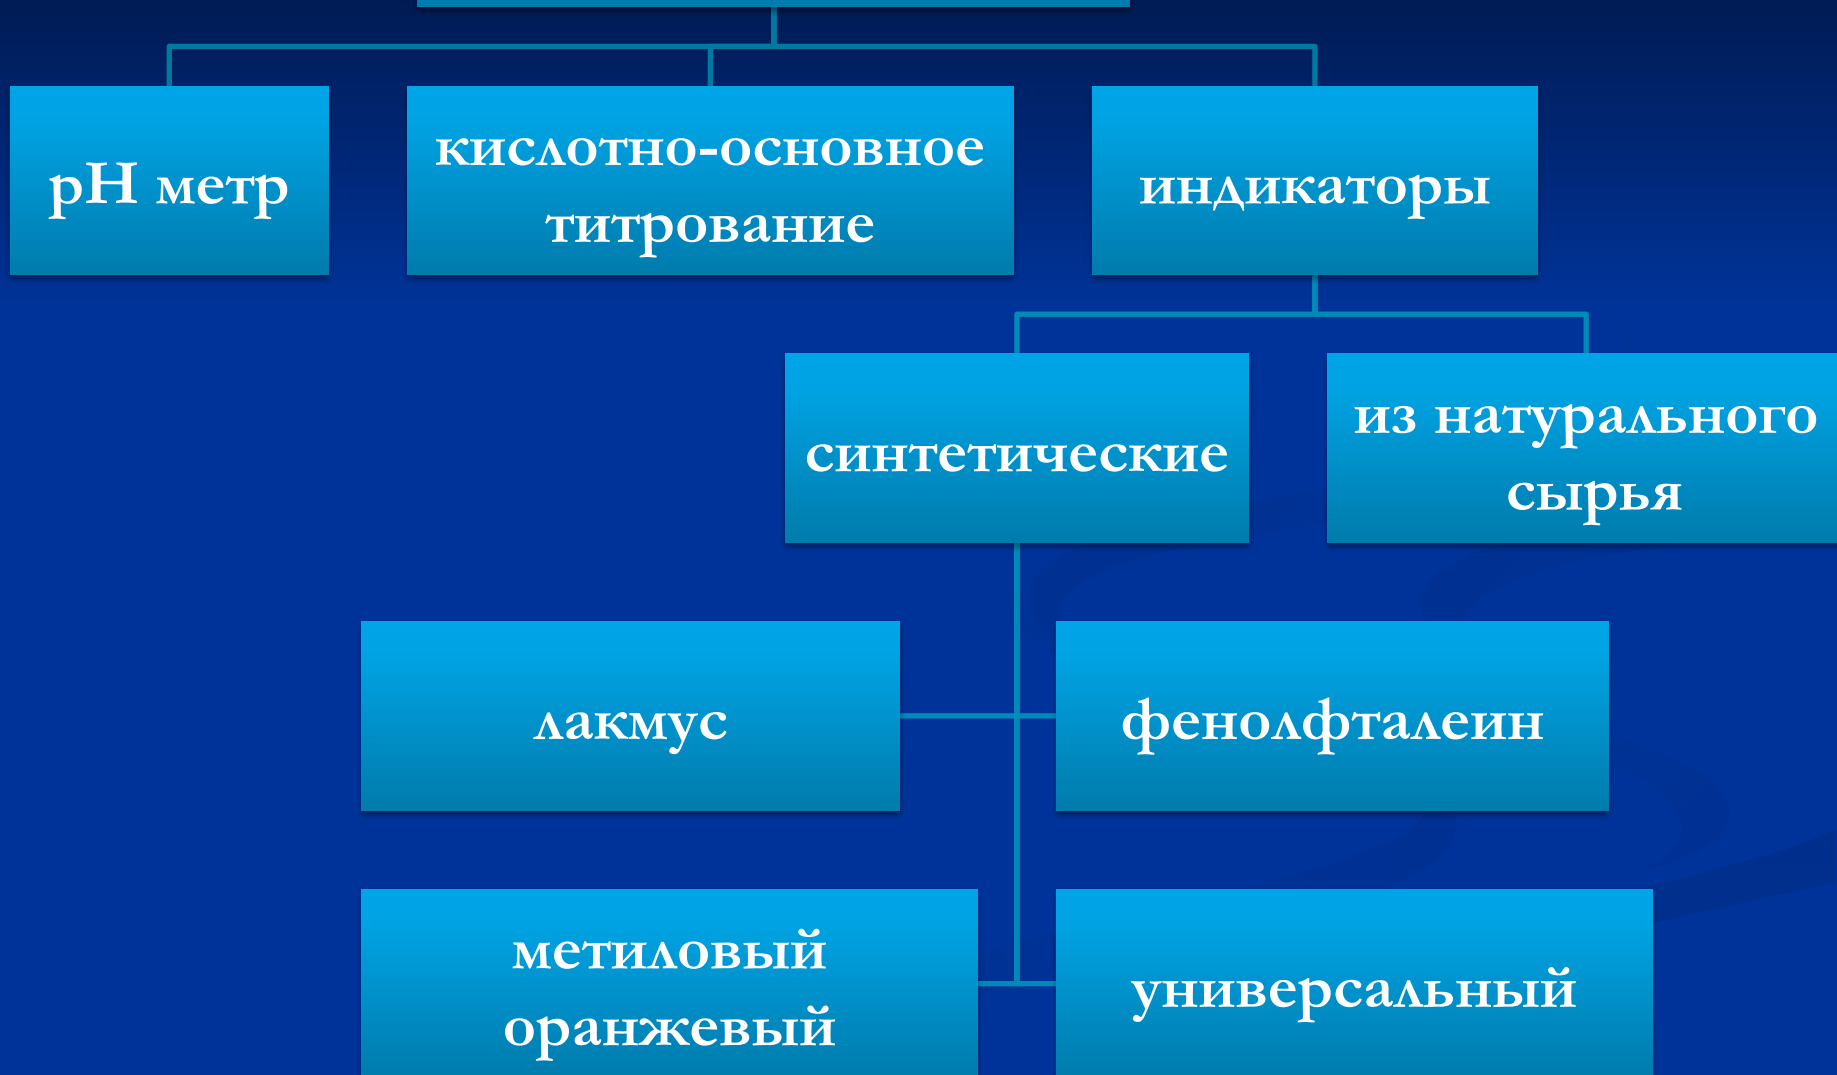 pH метр
кислотно-основное
титрование
индикаторы
синтетические
из натурального
сырья
лакмус
фенолфталеин
метиловый
оранжевый
универсальный